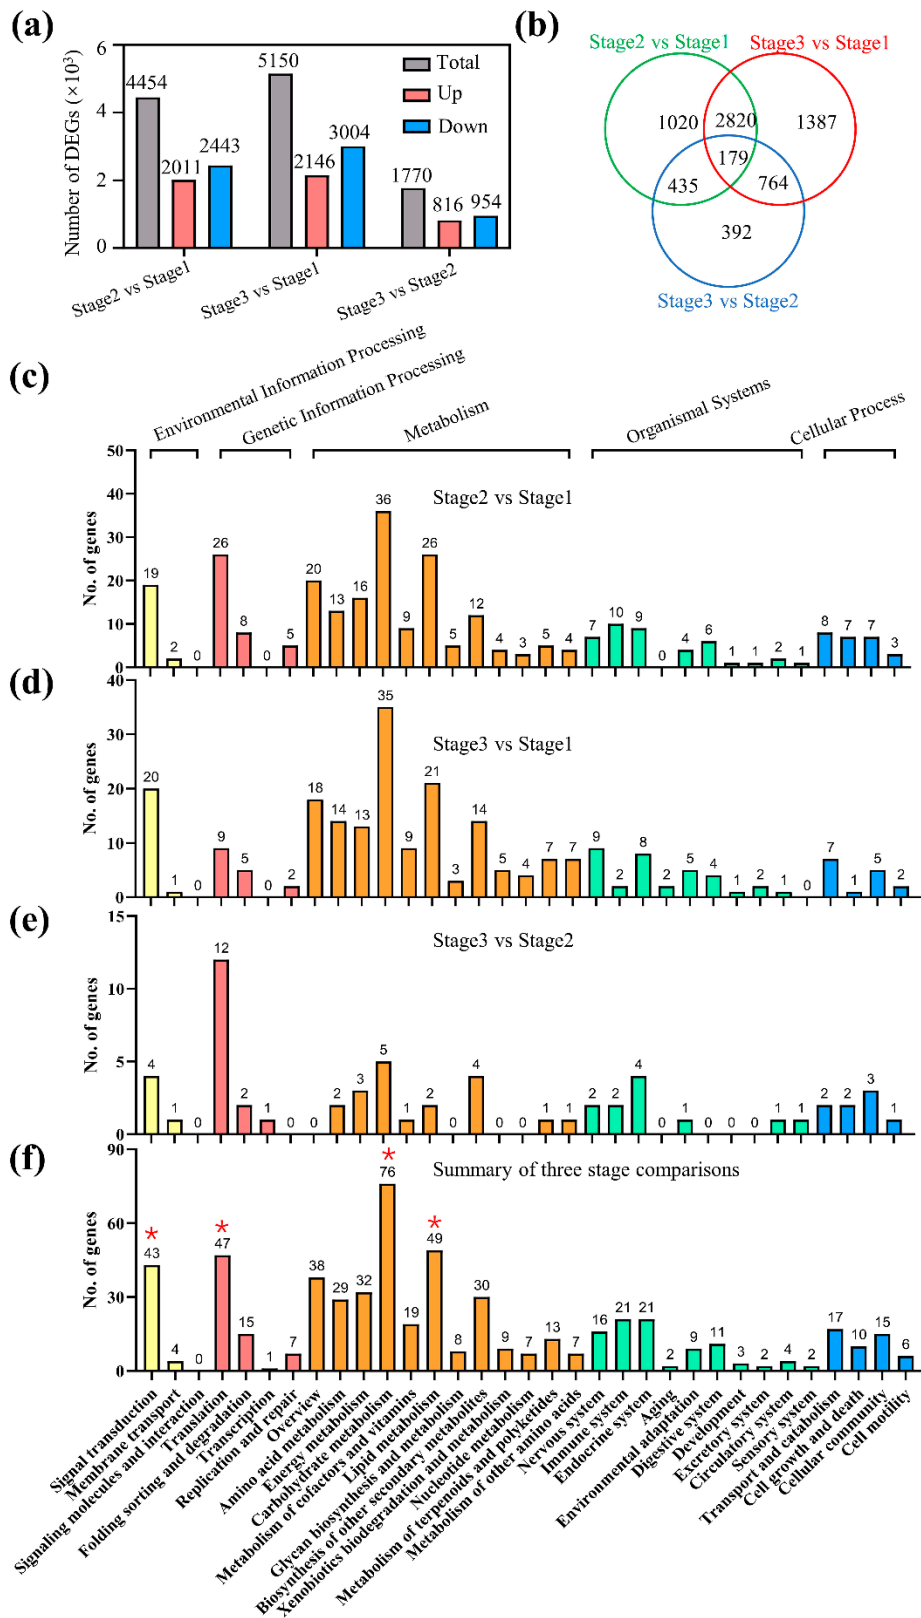 (a)
Number of DEGs (×10³)
6
4
2
0
4454
2011
2443
5150
2146
3004
1770
816
954
Total
Up
Down
Stage2 vs Stage1
Stage3 vs Stage1
Stage3 vs Stage2
(b)
Stage2 vs Stage1
Stage3 vs Stage1
1020
2820
1387
179
435
764
392
Stage3 vs Stage2
(c)
Environmental Information Processing
Genetic Information Processing
Metabolism
Organismal Systems
Cellular Process
Stage2 vs Stage1
No. of genes
50
40
30
20
10
0
19 2 0 26 8 0 5 20 13 16 36 9 26 5 12 4 3 5 4 7 10 9 0 4 6 1 1 2 1 8 7 7 3
(d)
Stage3 vs Stage1
No. of genes
40
30
20
10
0
20 1 0 9 5 0 2 18 14 13 35 9 21 3 14 5 4 7 7 9 2 8 2 5 4 1 2 1 0 7 1 5 2
(e)
Stage3 vs Stage2
No. of genes
15
10
5
0
4 1 0 12 2 1 0 0 2 3 5 1 2 0 4 0 0 1 1 2 2 4 0 1 0 0 0 1 1 2 2 3 1
(f)
Summary of three stage comparisons
No. of genes
90
60
30
0
* * * *
43 4 0 47 15 1 7 38 29 32 76 19 49 8 30 9 7 13 7 16 21 21 2 9 11 3 2 4 2 17 10 15 6
Signal transduction
Membrane transport
Signaling molecules and interaction
Translation
Folding sorting and degradation
Transcription
Replication and repair
Overview
Amino acid metabolism
Energy metabolism
Carbohydrate metabolism
Metabolism of cofactors and vitamins
Lipid metabolism
Glycan biosynthesis and metabolism
Biosynthesis of other secondary metabolites
Xenobiotics biodegradation and metabolism
Nucleotide metabolism
Metabolism of terpenoids and polyketides
Metabolism of other amino acids
Nervous system
Immune system
Endocrine system
Aging
Environmental adaptation
Digestive system
Development
Excretory system
Circulatory system
Sensory system
Transport and catabolism
Cell growth and death
Cellular community
Cell motility